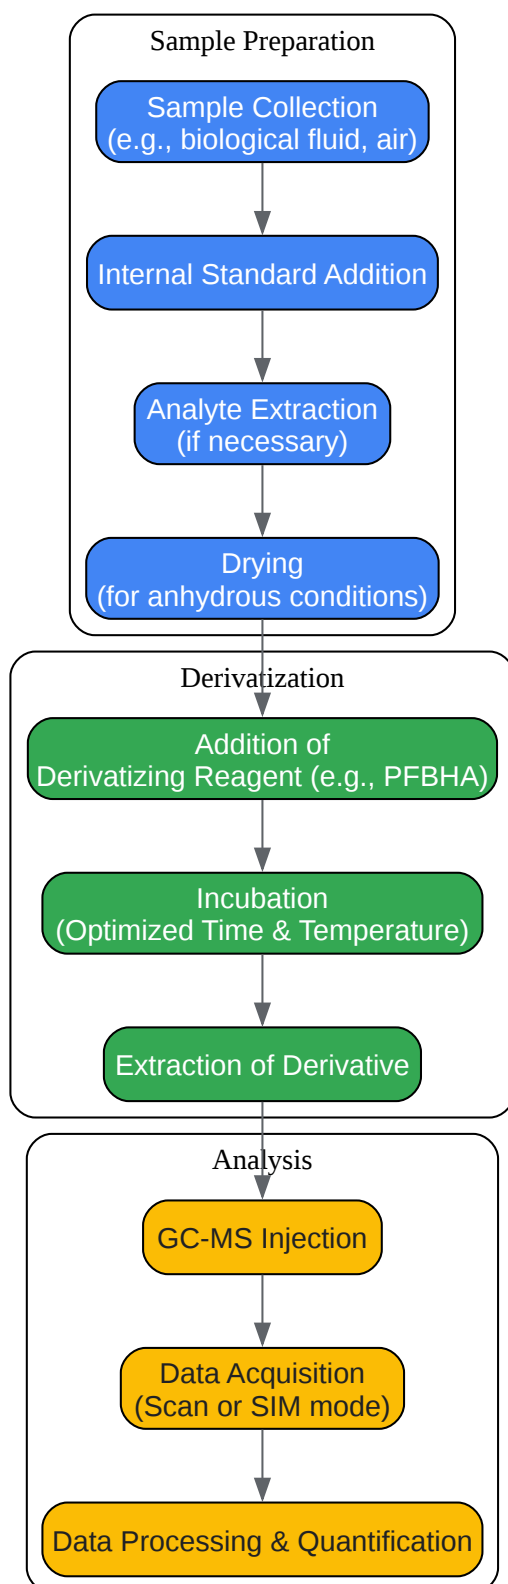 Sample Preparation
Sample Collection
(e.g., biological fluid, air)
Internal Standard Addition
Analyte Extraction
(if necessary)
Drying
(for anhydrous conditions)
Derivatization
Addition of
Derivatizing Reagent (e.g., PFBHA)
Incubation
(Optimized Time & Temperature)
Extraction of Derivative
Analysis
GC-MS Injection
Data Acquisition
(Scan or SIM mode)
Data Processing & Quantification